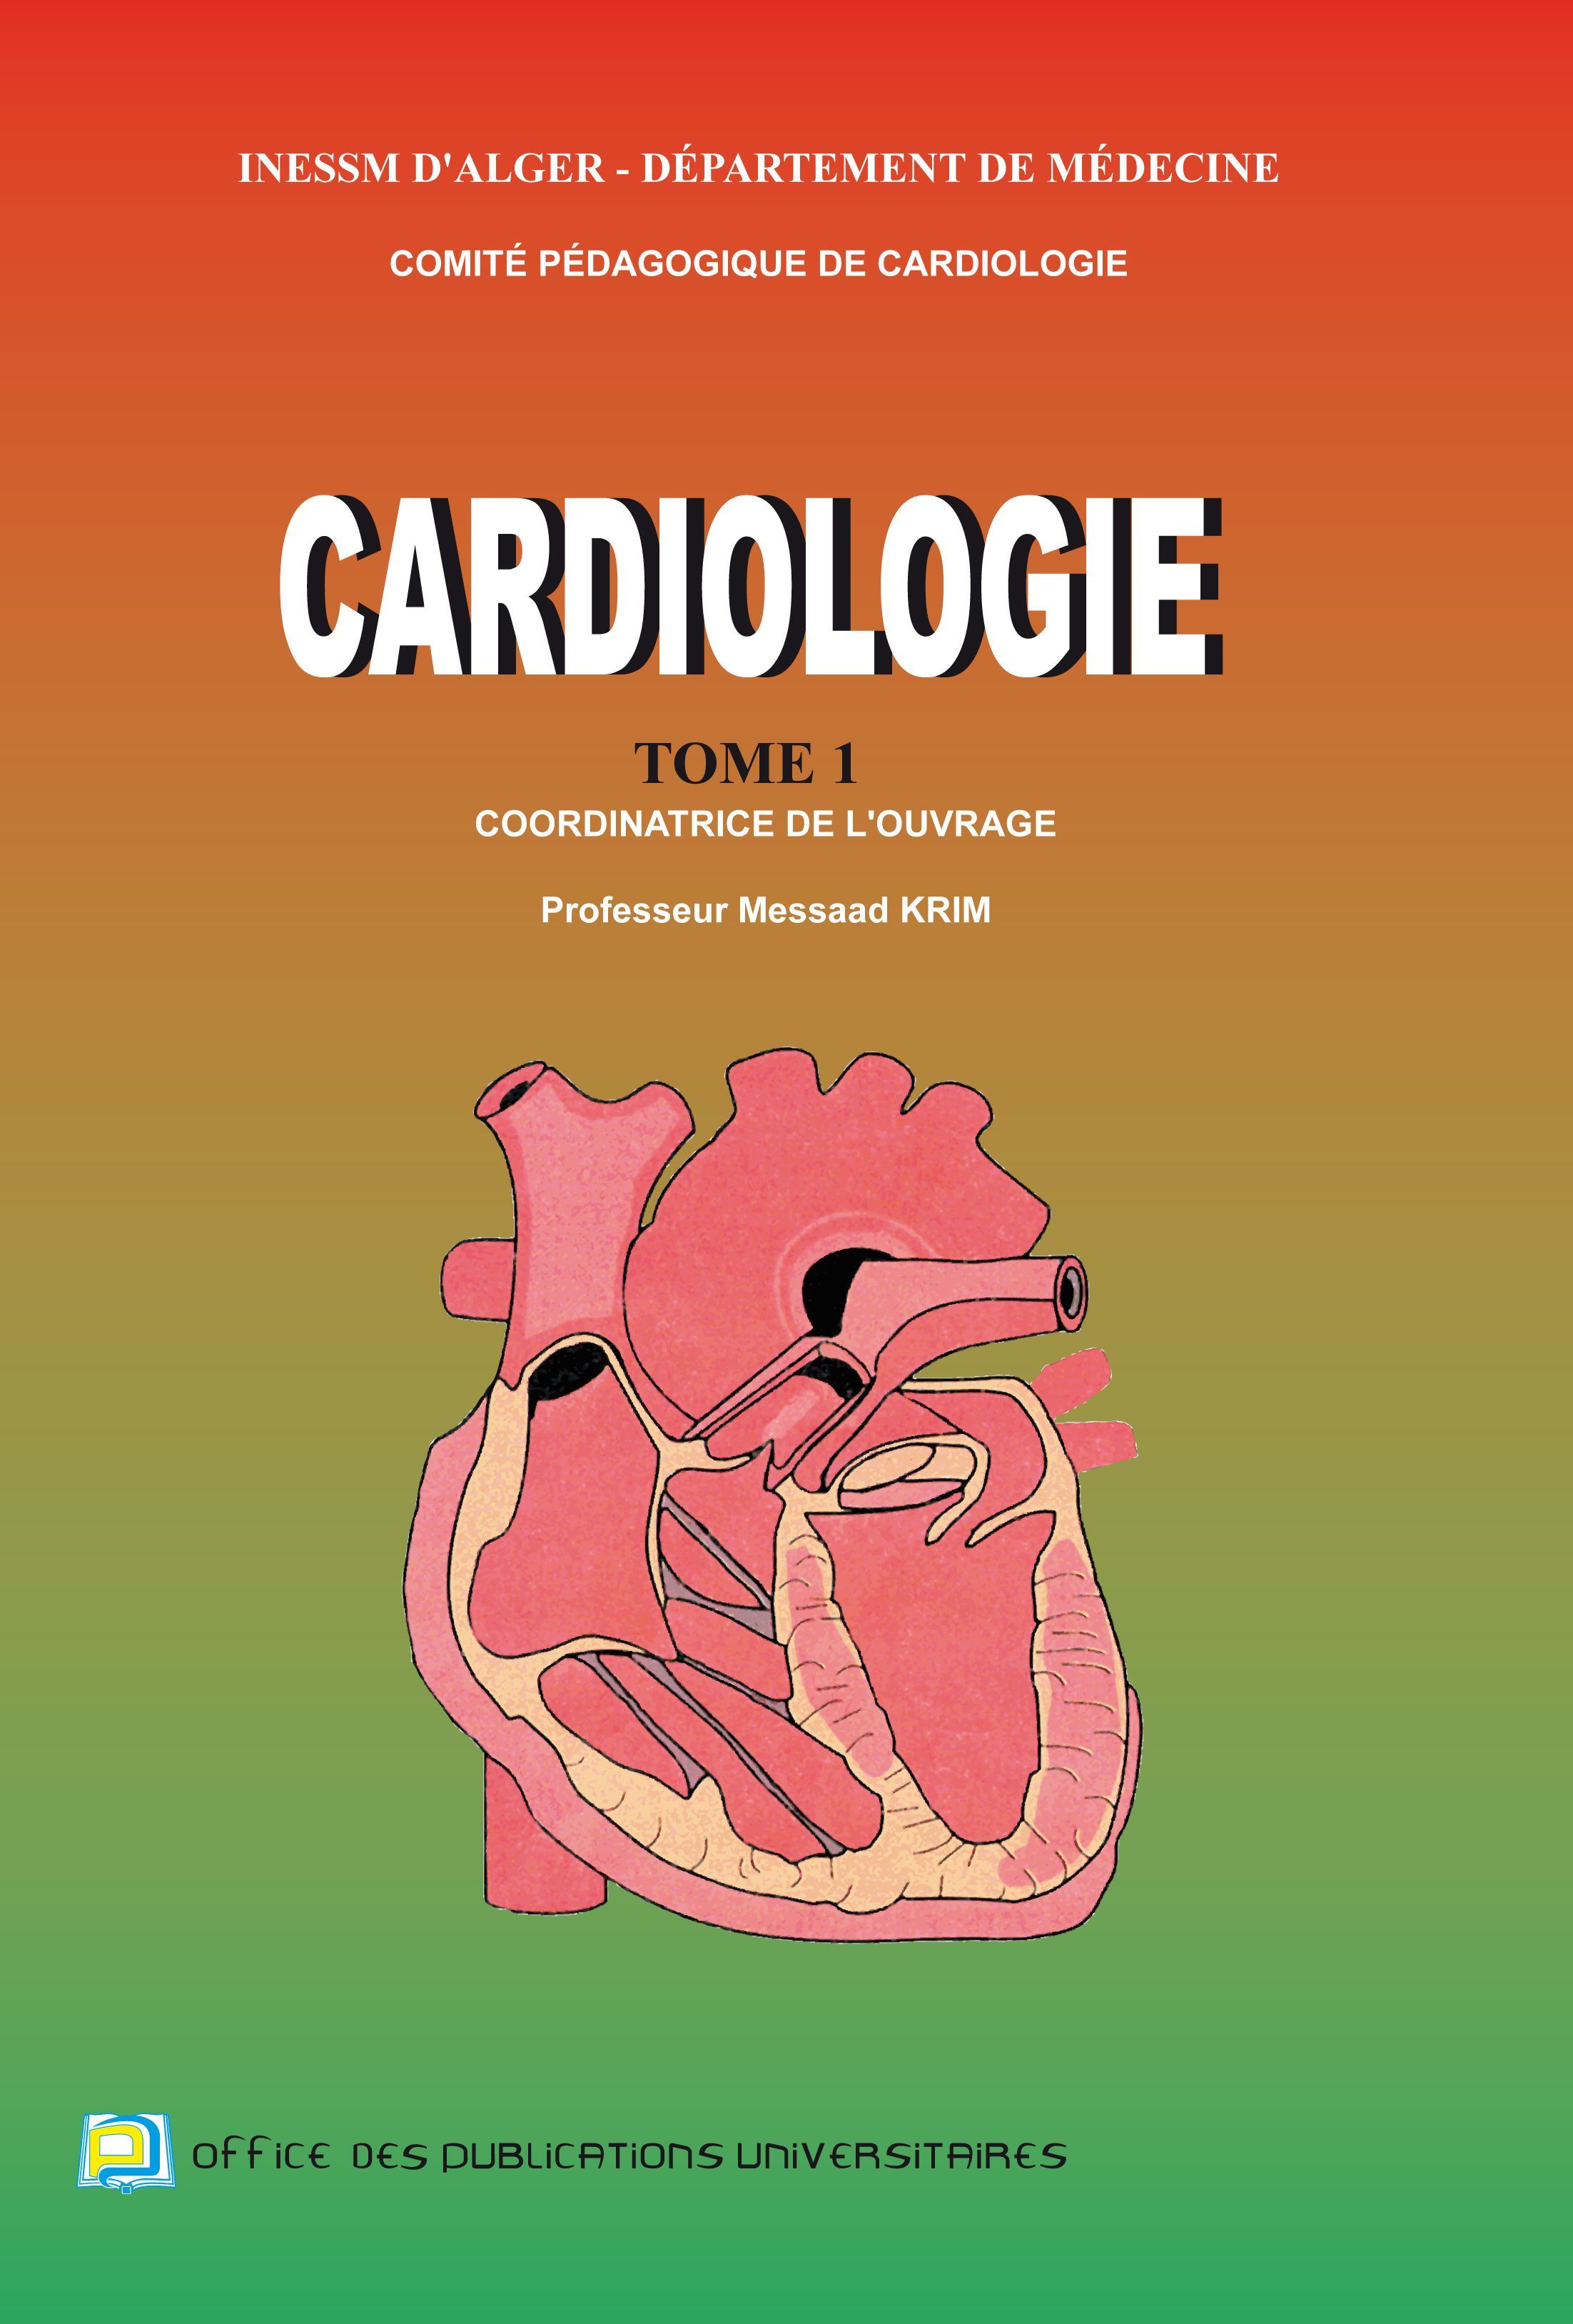 INESSM D'ALGER - DÉPARTEMENT DE MÉDECINE
COMITÉ PÉDAGOGIQUE DE CARDIOLOGIE
CARDIOLOGIE
TOME 1
COORDINATRICE DE L'OUVRAGE
Professeur Messaad KRIM
OFFICE DES PUBLICATIONS UNIVERSITAIRES